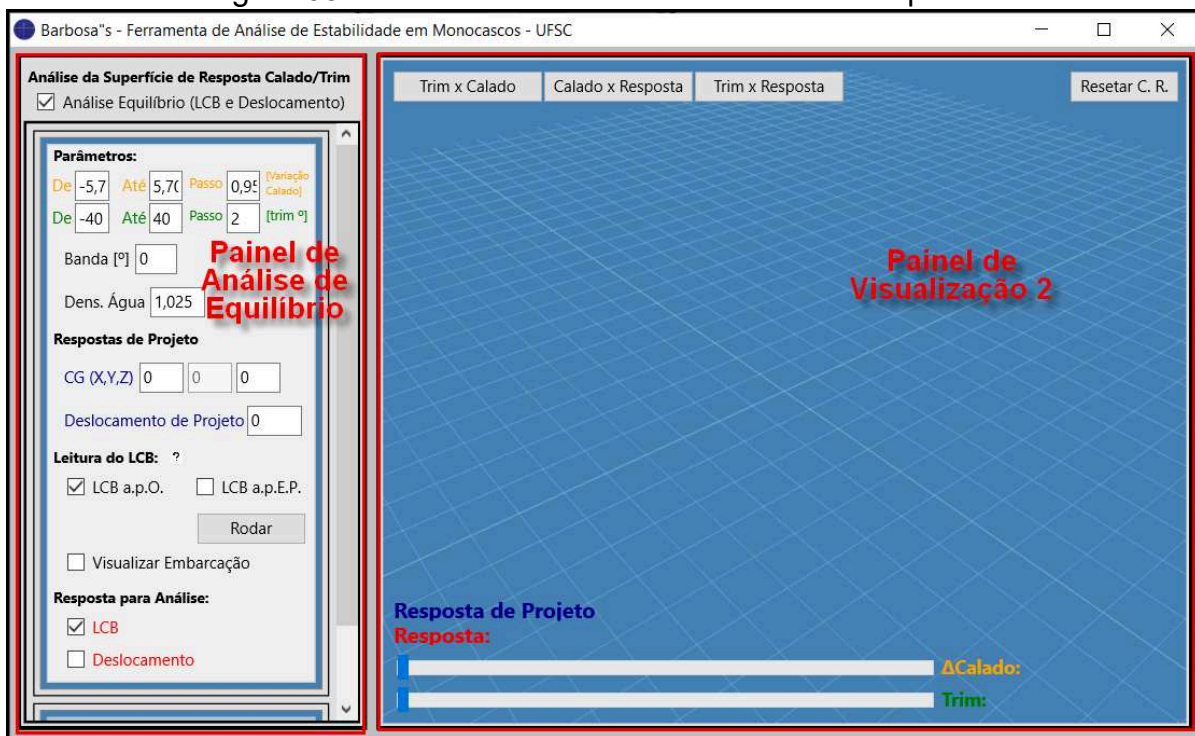 Barbosa"s - Ferramenta de Análise de Estabilidade em Monocascos - UFSC
Análise da Superfície de Resposta Calado/Trim
Análise Equilíbrio (LCB e Deslocamento)
Parâmetros:
De -5,7 Até 5,70 Passo 0,95 [Variação Calado]
De -40 Até 40 Passo 2 [trim º]
Banda [º] 0
Dens. Água 1,025
Painel de
Análise de
Equilíbrio
Respostas de Projeto
CG (X,Y,Z) 0 0 0
Deslocamento de Projeto 0
Leitura do LCB: ?
LCB a.p.O. LCB a.p.E.P.
Rodar
Visualizar Embarcação
Resposta para Análise:
LCB
Deslocamento
Trim x Calado Calado x Resposta Trim x Resposta Resetar C. R.
Painel de
Visualização 2
Resposta de Projeto
Resposta:
ΔCalado:
Trim: